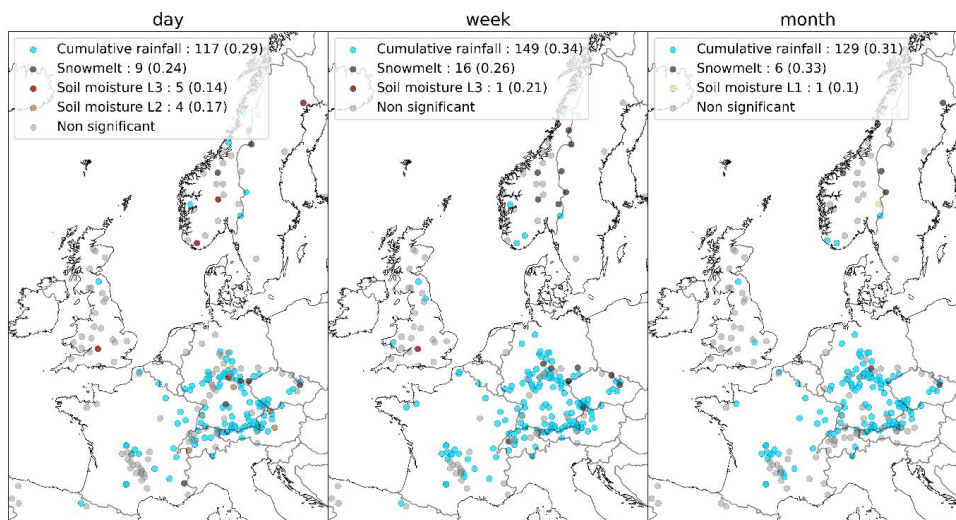 day
Cumulative rainfall : 117 (0.29)
Snowmelt : 9 (0.24)
Soil moisture L3 : 5 (0.14)
Soil moisture L2 : 4 (0.17)
Non significant
week
Cumulative rainfall : 149 (0.34)
Snowmelt : 16 (0.26)
Soil moisture L3 : 1 (0.21)
Non significant
month
Cumulative rainfall : 129 (0.31)
Snowmelt : 6 (0.33)
Soil moisture L1 : 1 (0.1)
Non significant